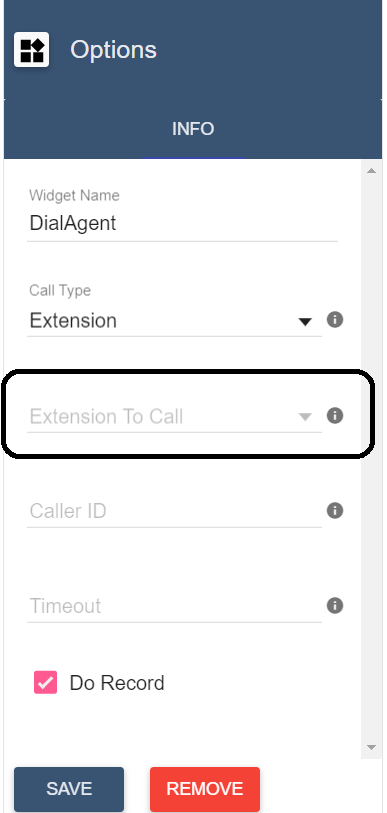 Options
INFO
Widget Name
DialAgent
Call Type
Extension
Extension To Call
Caller ID
Timeout
Do Record
SAVE REMOVE